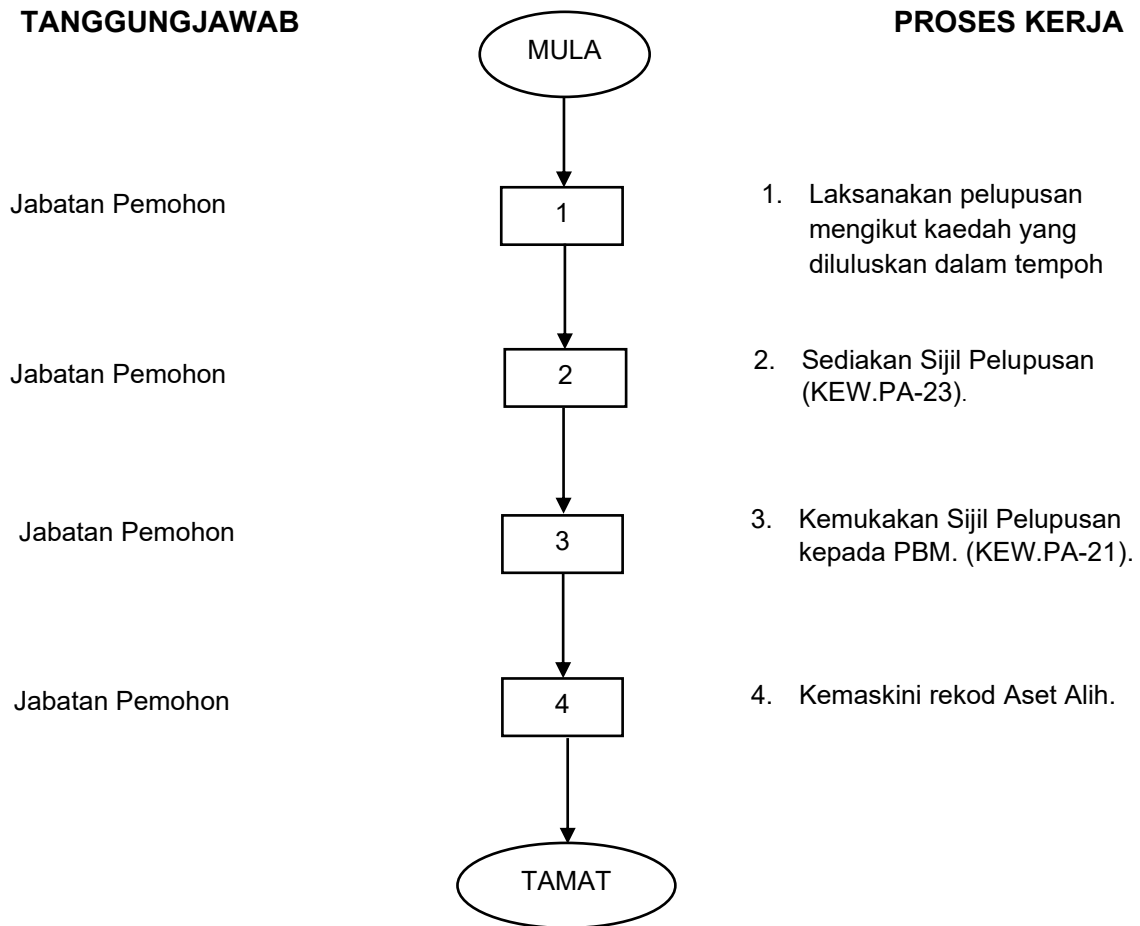 TANGGUNGJAWAB
PROSES KERJA
MULA
Jabatan Pemohon
1
1. Laksanakan pelupusan
mengikut kaedah yang
diluluskan dalam tempoh
Jabatan Pemohon
2
2. Sediakan Sijil Pelupusan
(KEW.PA-23).
Jabatan Pemohon
3
3. Kemukakan Sijil Pelupusan
kepada PBM. (KEW.PA-21).
Jabatan Pemohon
4
4. Kemaskini rekod Aset Alih.
TAMAT